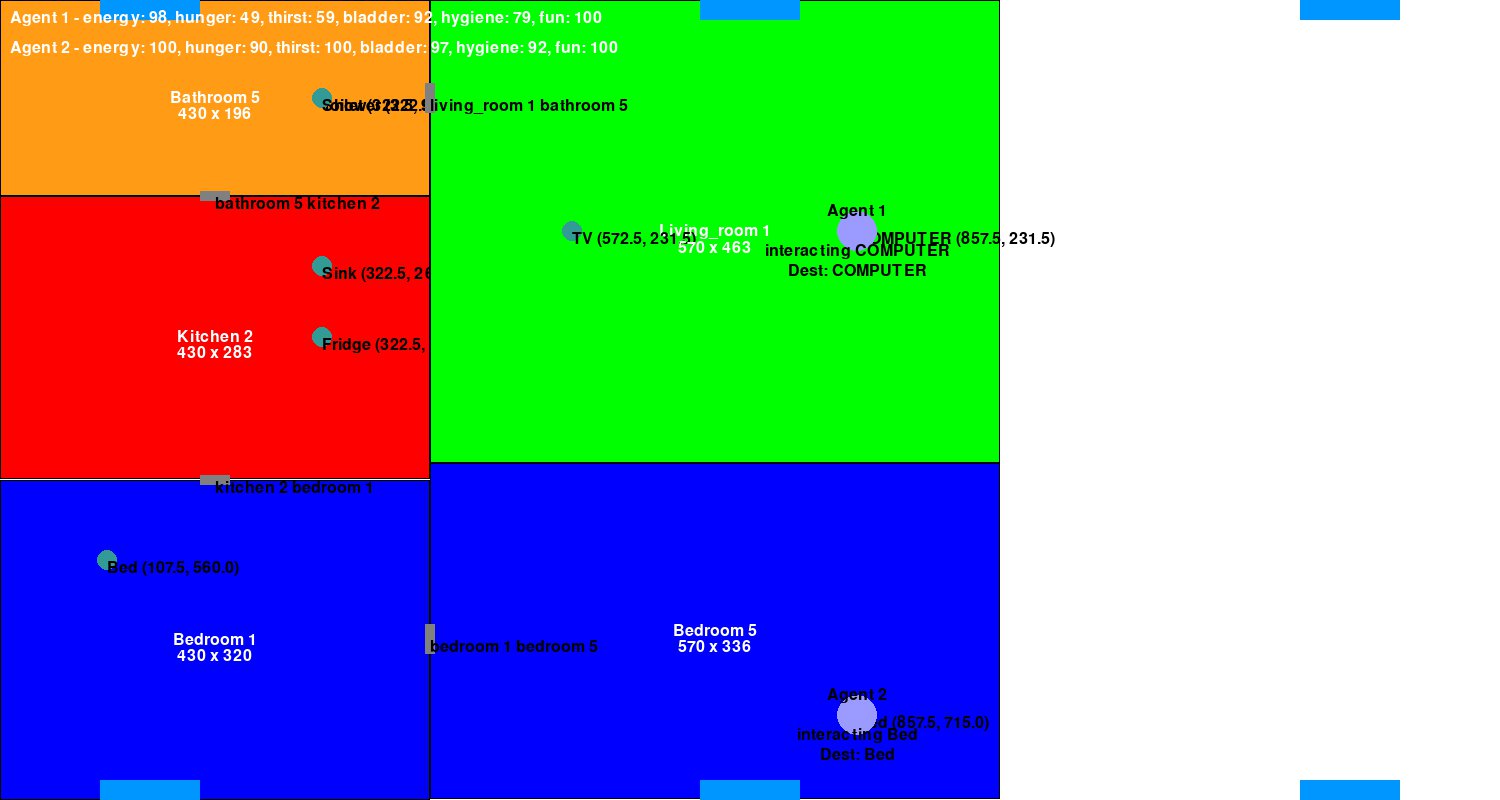 Agent 1 - energy: 98, hunger: 49, thirst: 59, bladder: 92, hygiene: 79, fun: 100
Agent 2 - energy: 100, hunger: 90, thirst: 100, bladder: 97, hygiene: 92, fun: 100
Bathroom 5
430 x 196
living_room 1 bathroom 5
bathroom 5 kitchen 2
Agent 1
TV (572.5, 231.5)
Living_room 1
570 x 463
COMPUTER (857.5, 231.5)
interacting COMPUTER
Dest: COMPUTER
Sink (322.5, 26
Kitchen 2
430 x 283
Fridge (322.5,
kitchen 2 bedroom 1
Bed (107.5, 560.0)
Bedroom 1
430 x 320
bedroom 1 bedroom 5
Bedroom 5
570 x 336
Agent 2
Bed (857.5, 715.0)
interacting Bed
Dest: Bed